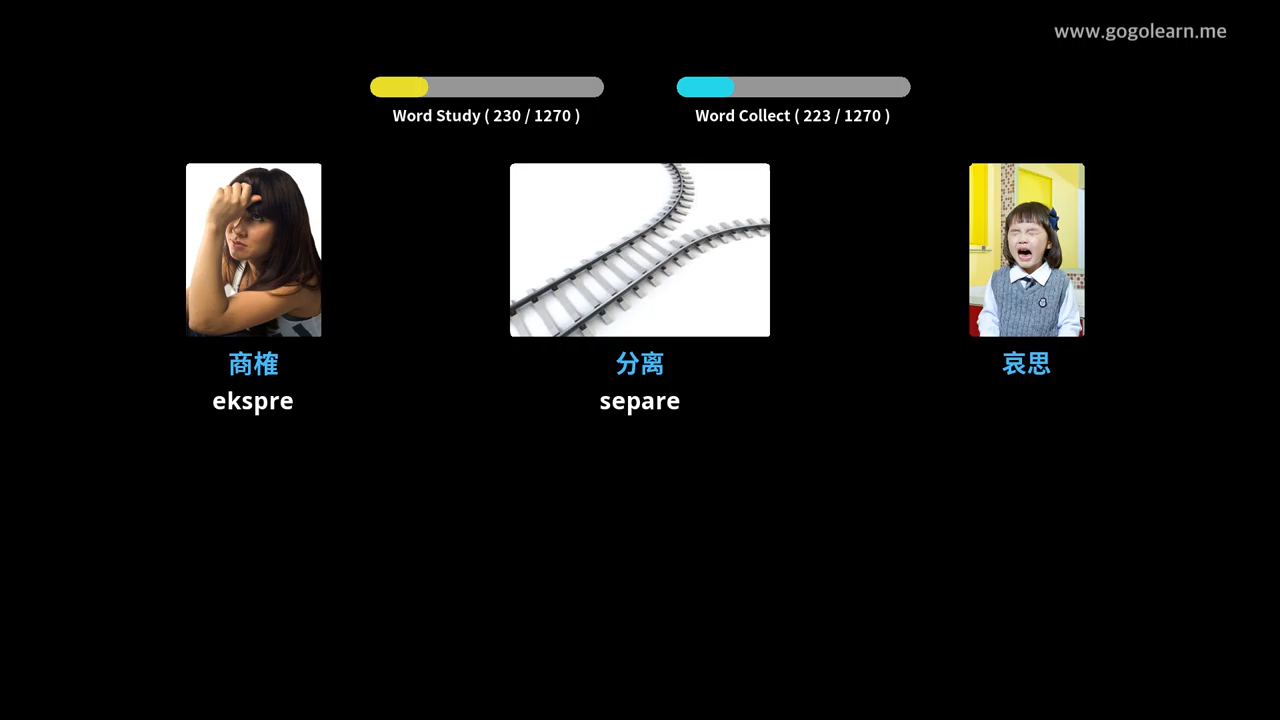 www.gogolearn.me
Word Study ( 230 / 1270 )
Word Collect ( 223 / 1270 )
商榷
分离
哀思
ekspre
separe